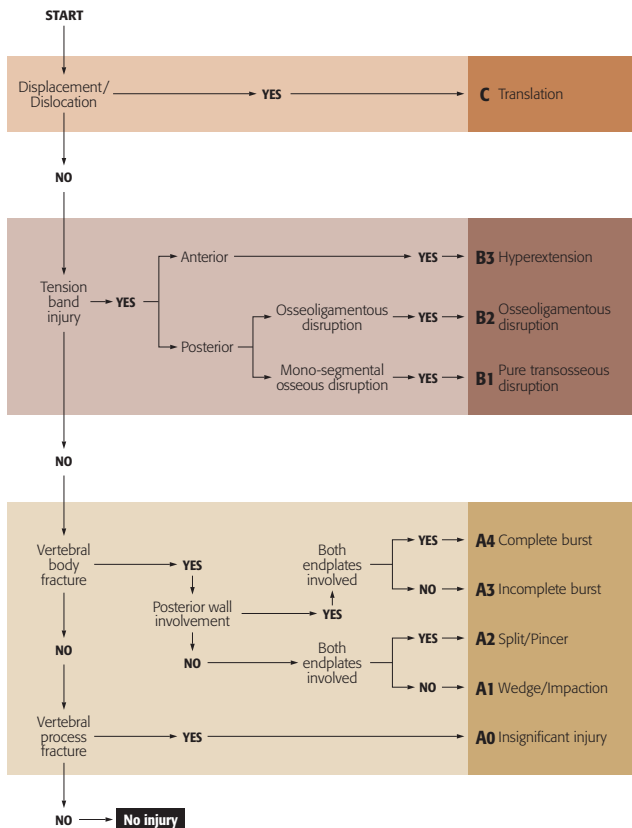 START
Displacement/
Dislocation
YES
C Translation
NO
Tension
band
injury
YES
Anterior
YES
B3 Hyperextension
Posterior
Osseoligamentous
disruption
YES
B2 Osseoligamentous
disruption
Mono-segmental
osseous disruption
YES
B1 Pure transosseous
disruption
NO
Vertebral
body
fracture
YES
Posterior wall
involvement
YES
Both
endplates
involved
YES
A4 Complete burst
NO
A3 Incomplete burst
NO
Both
endplates
involved
YES
A2 Split/Pincer
NO
A1 Wedge/Impaction
NO
Vertebral
process
fracture
YES
A0 Insignificant injury
NO
No injury